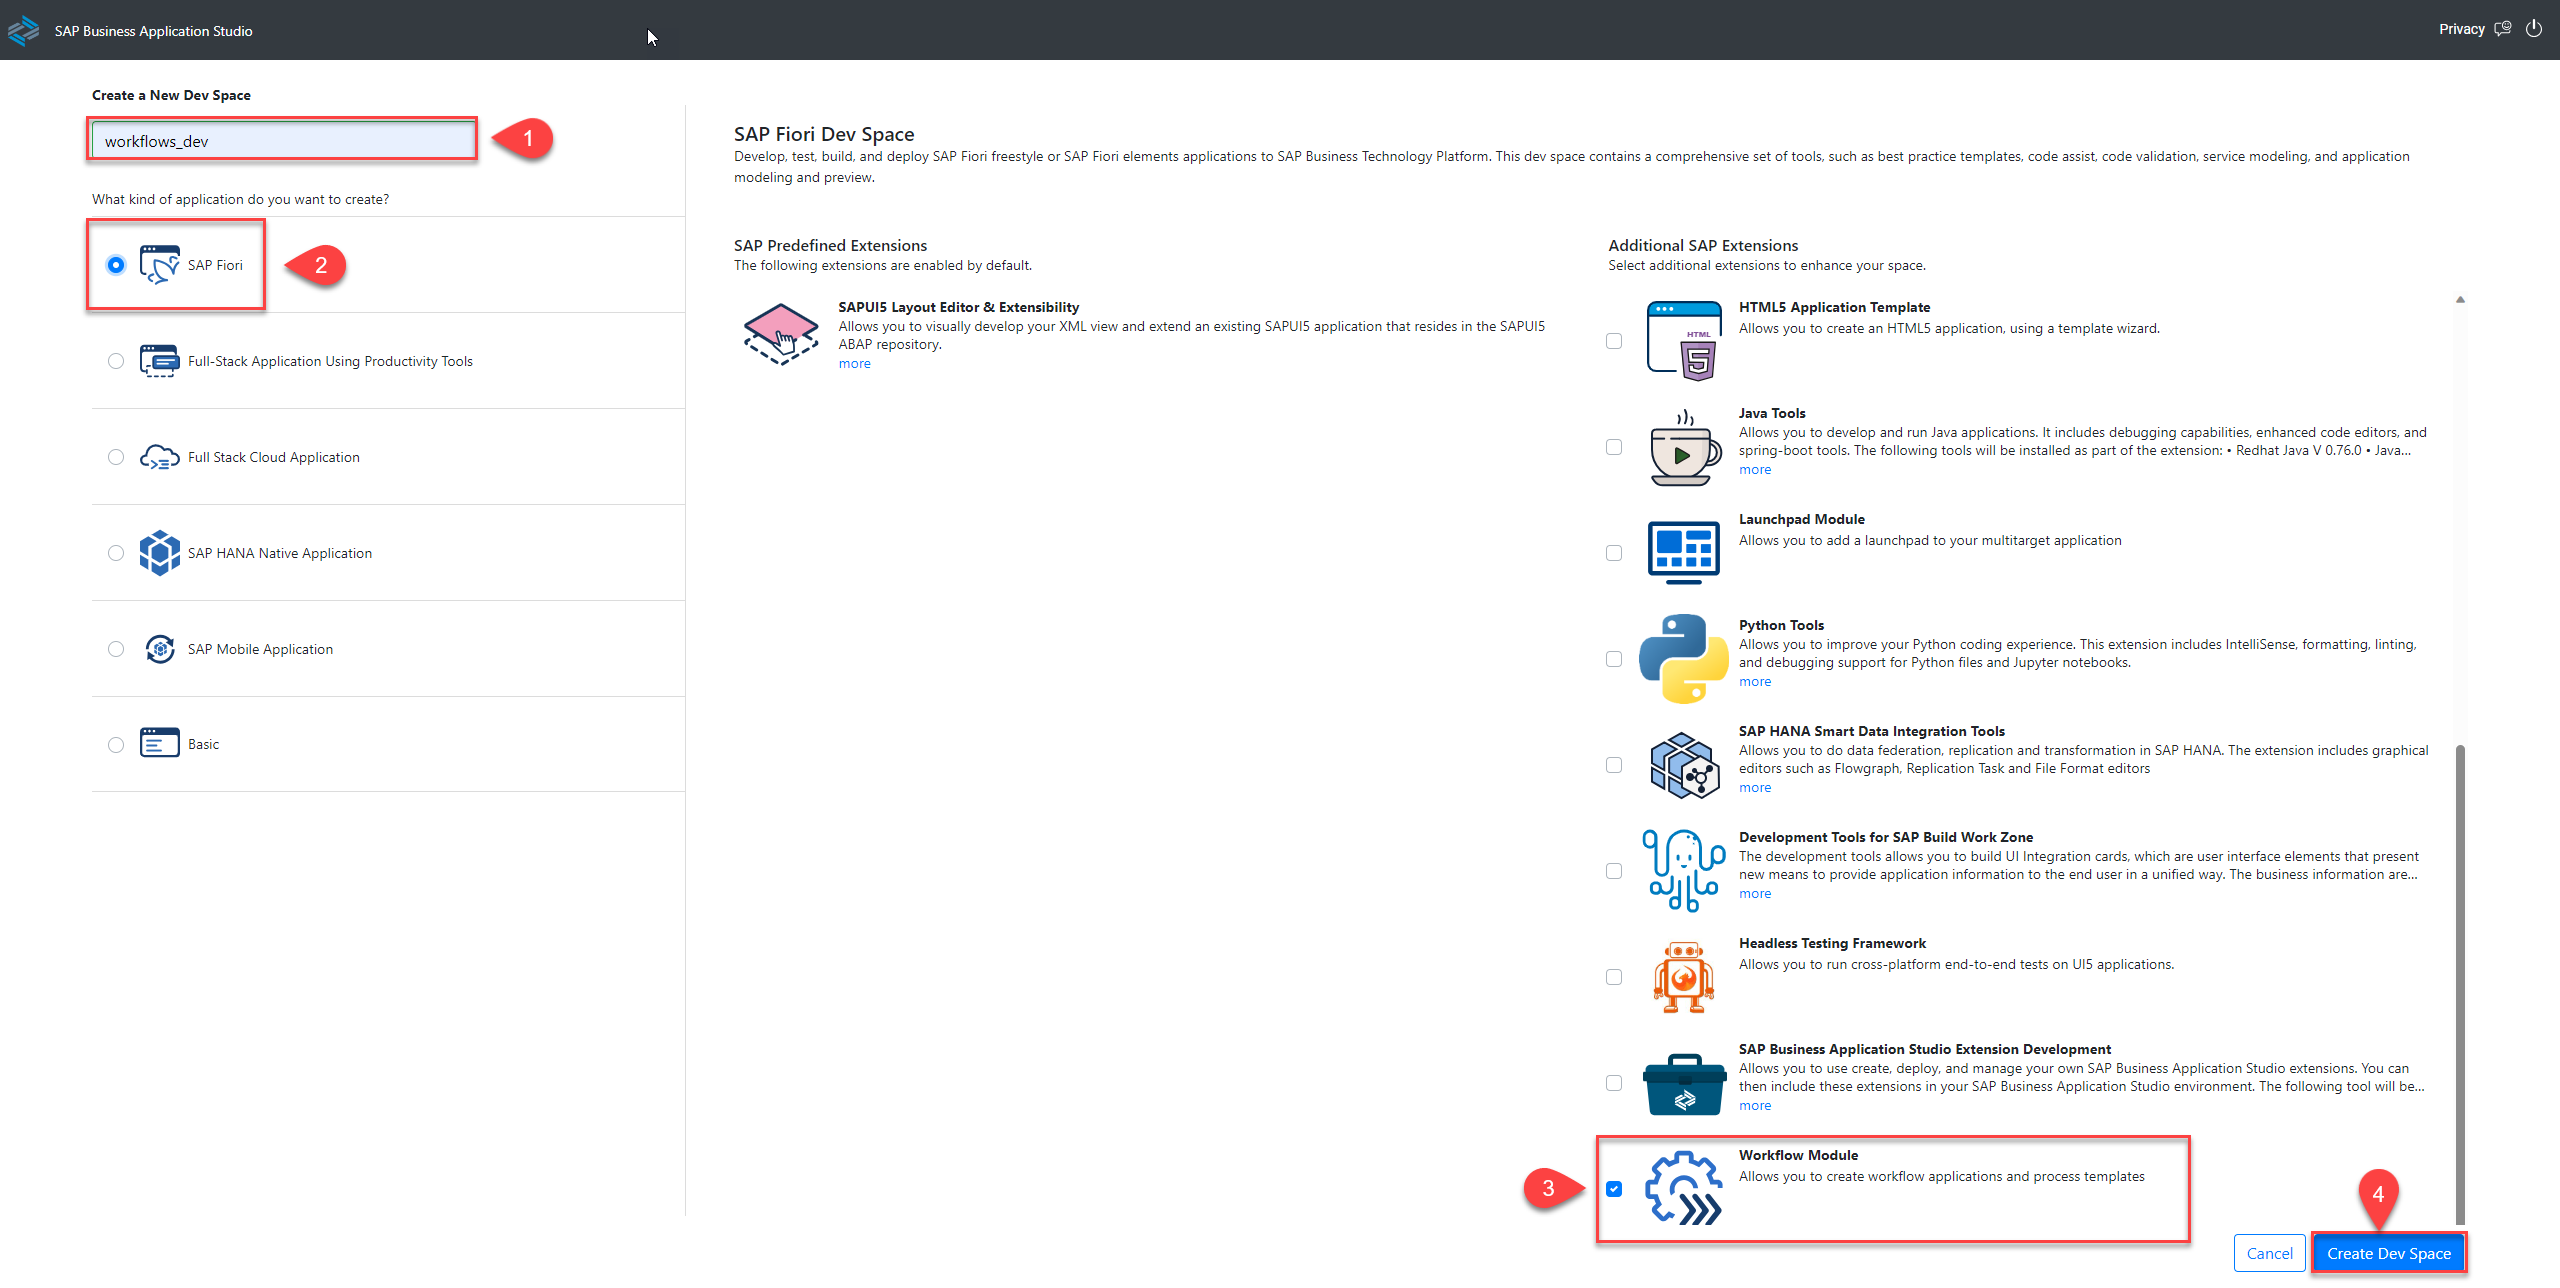 SAP Business Application Studio
Privacy
Create a New Dev Space
workflows_dev
1
What kind of application do you want to create?
SAP Fiori
2
Full-Stack Application Using Productivity Tools
Full Stack Cloud Application
SAP HANA Native Application
SAP Mobile Application
Basic
SAP Fiori Dev Space
Develop, test, build, and deploy SAP Fiori freestyle or SAP Fiori elements applications to SAP Business Technology Platform. This dev space contains a comprehensive set of tools, such as best practice templates, code assist, code validation, service modeling, and application
modeling and preview.
SAP Predefined Extensions
The following extensions are enabled by default.
SAPUI5 Layout Editor & Extensibility
Allows you to visually develop your XML view and extend an existing SAPUI5 application that resides in the SAPUI5
ABAP repository.
more
Additional SAP Extensions
Select additional extensions to enhance your space.
HTML
5
HTML5 Application Template
Allows you to create an HTML5 application, using a template wizard.
Java Tools
Allows you to develop and run Java applications. It includes debugging capabilities, enhanced code editors, and
spring-boot tools. The following tools will be installed as part of the extension: • Redhat Java V 0.76.0 • Java...
more
Launchpad Module
Allows you to add a launchpad to your multitarget application
Python Tools
Allows you to improve your Python coding experience. This extension includes IntelliSense, formatting, linting,
and debugging support for Python files and Jupyter notebooks.
more
SAP HANA Smart Data Integration Tools
Allows you to do data federation, replication and transformation in SAP HANA. The extension includes graphical
editors such as Flowgraph, Replication Task and File Format editors
more
Development Tools for SAP Build Work Zone
The development tools allows you to build UI Integration cards, which are user interface elements that present
new means to provide application information to the end user in a unified way. The business information are...
more
Headless Testing Framework
Allows you to run cross-platform end-to-end tests on UI5 applications.
SAP Business Application Studio Extension Development
Allows you to use create, deploy, and manage your own SAP Business Application Studio extensions. You can
then include these extensions in your SAP Business Application Studio environment. The following tool will be...
more
3
Workflow Module
Allows you to create workflow applications and process templates
4
Cancel
Create Dev Space